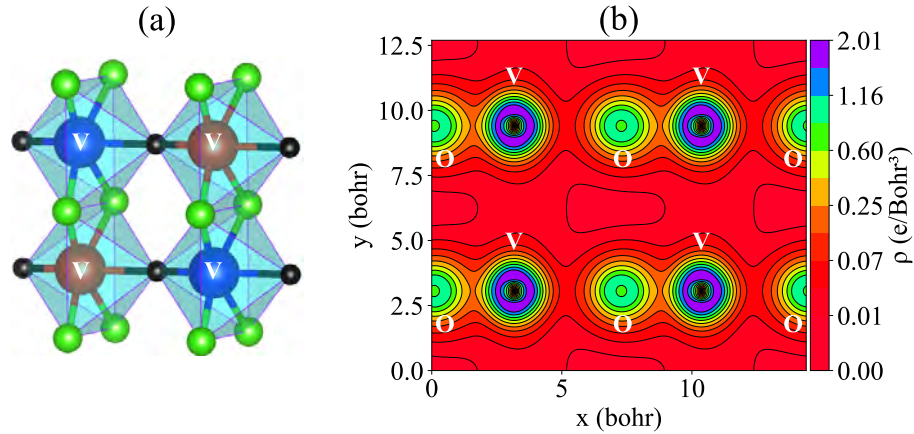 (a)
V
V
V
V
(b)
12.5
10.0
7.5
5.0
2.5
0.0
y (bohr)
V
V
O
O
O
V
V
O
O
O
0
5
10
x (bohr)
2.01
1.16
0.60
0.25
0.07
0.01
0.00
ρ (e/Bohr³)